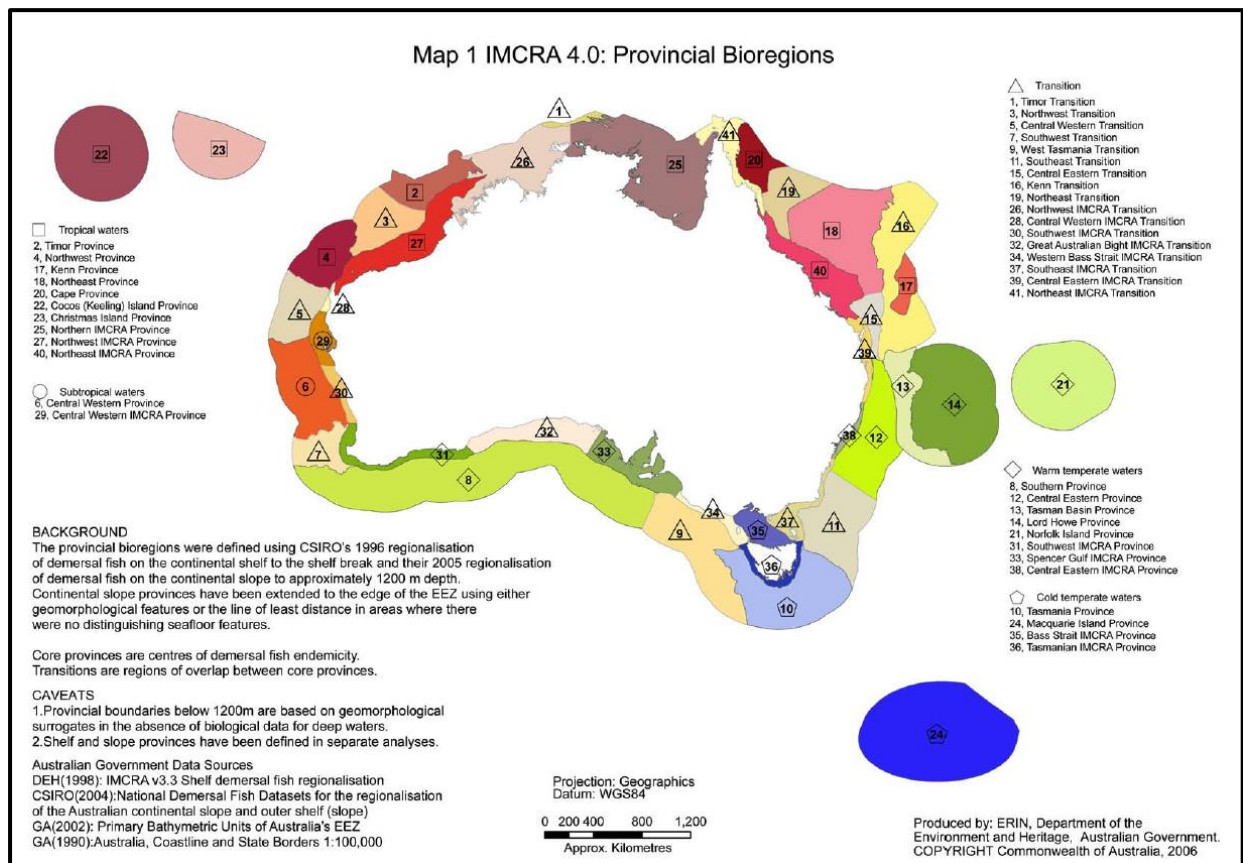 Map 1 IMCRA 4.0: Provincial Bioregions
22
23
1
26
25
41
20
19
18
16
17
40
15
39
2
3
27
4
28
5
29
6
30
7
31
8
32
33
34
9
35
36
10
37
11
38
12
13
14
21
24
Tropical waters
2, Timor Province
4, Northwest Province
17, Kenn Province
18, Northeast Province
20, Cape Province
22, Cocos (Keeling) Island Province
23, Christmas Island Province
25, Northern IMCRA Province
27, Northwest IMCRA Province
40, Northeast IMCRA Province
Subtropical waters
6, Central Western Province
29, Central Western IMCRA Province
Transition
1, Timor Transition
3, Northwest Transition
5, Central Western Transition
7, Southwest Transition
9, West Tasmania Transition
11, Southeast Transition
15, Central Eastern Transition
16, Kenn Transition
19, Northeast Transition
26, Northwest IMCRA Transition
28, Central Western IMCRA Transition
30, Southwest IMCRA Transition
32, Great Australian Bight IMCRA Transition
34, Western Bass Strait IMCRA Transition
37, Southeast IMCRA Transition
39, Central Eastern IMCRA Transition
41, Northeast IMCRA Transition
Warm temperate waters
8, Southern Province
12, Central Eastern Province
13, Tasman Basin Province
14, Lord Howe Province
21, Norfolk Island Province
31, Southwest IMCRA Province
33, Spencer Gulf IMCRA Province
38, Central Eastern IMCRA Province
Cold temperate waters
10, Tasmania Province
24, Macquarie Island Province
35, Bass Strait IMCRA Province
36, Tasmanian IMCRA Province
BACKGROUND
The provincial bioregions were defined using CSIRO's 1996 regionalisation
of demersal fish on the continental shelf to the shelf break and their 2005 regionalisation
of demersal fish on the continental slope to approximately 1200 m depth.
Continental slope provinces have been extended to the edge of the EEZ using either
geomorphological features or the line of least distance in areas where there
were no distinguishing seafloor features.
Core provinces are centres of demersal fish endemicity.
Transitions are regions of overlap between core provinces.
CAVEATS
1.Provincial boundaries below 1200m are based on geomorphological
surrogates in the absence of biological data for deep waters.
2.Shelf and slope provinces have been defined in separate analyses.
Australian Government Data Sources
DEH(1998): IMCRA v3.3 Shelf demersal fish regionalisation
CSIRO(2004):National Demersal Fish Datasets for the regionalisation
of the Australian continental slope and outer shelf (slope)
GA(2002): Primary Bathymetric Units of Australia's EEZ
GA(1990):Australia, Coastline and State Borders 1:100,000
Projection: Geographics
Datum: WGS84
0 200 400 800 1,200
Approx. Kilometres
Produced by: ERIN, Department of the
Environment and Heritage, Australian Government.
COPYRIGHT Commonwealth of Australia, 2006